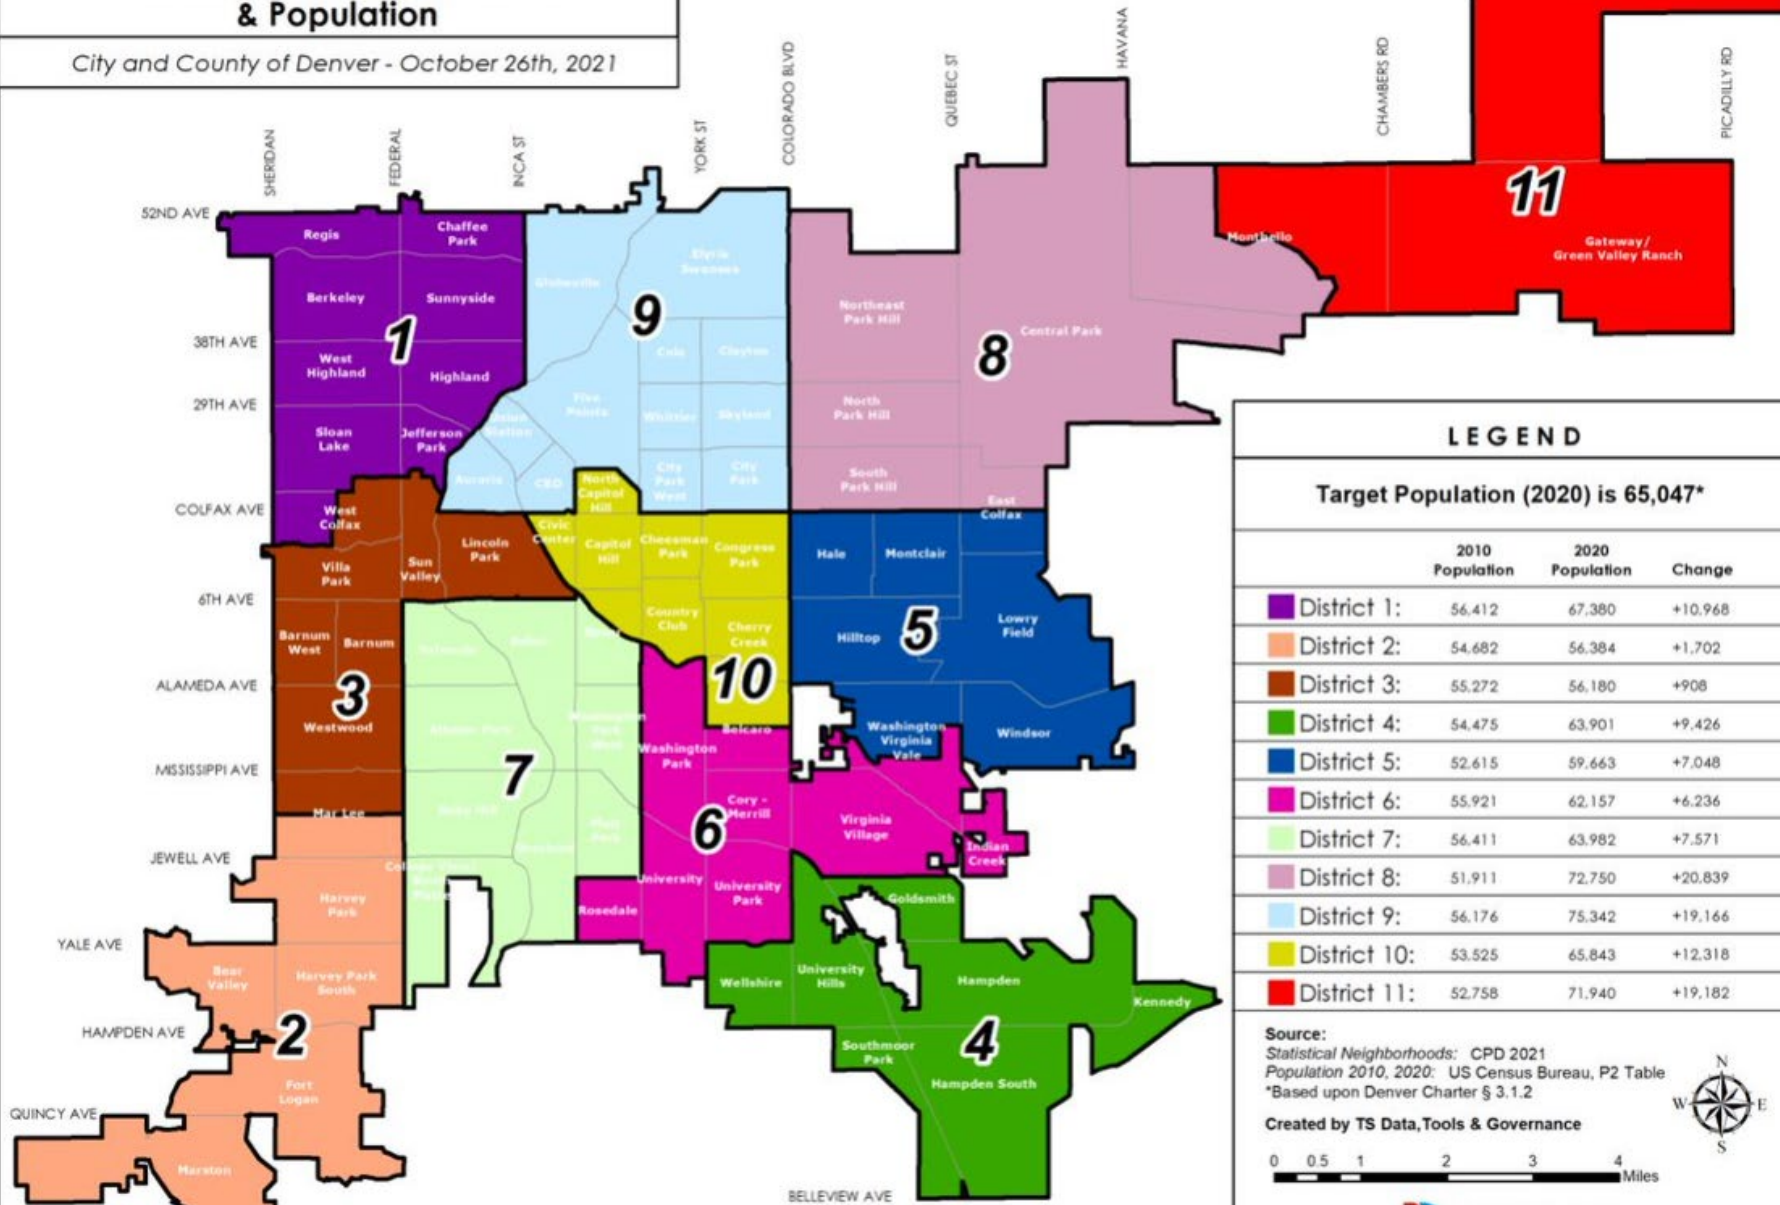 & Population
City and County of Denver - October 26th, 2021
SHERIDAN
FEDERAL
INCA ST
YORK ST
COLORADO BLVD
QUEBEC ST
HAVANA
CHAMBERS RD
PICADILLY RD
52ND AVE
38TH AVE
29TH AVE
COLFAX AVE
6TH AVE
ALAMEDA AVE
MISSISSIPPI AVE
JEWELL AVE
YALE AVE
HAMPDEN AVE
QUINCY AVE
BELLEVIEW AVE
Regis
Chaffee
Park
Berkeley
Sunnyside
1
West
Highland
Highland
Sloan
Lake
Jefferson
Park
West
Colfax
Globeville
Elyria
Swansea
9
Cole
Clayton
Five
Points
Whittier
Skyland
Union
Station
Auraria
CBD
City
Park
West
City
Park
Northeast
Park Hill
Central Park
8
North
Park Hill
South
Park Hill
East
Colfax
Montbello
11
Gateway/
Green Valley Ranch
Villa
Park
Sun
Valley
Lincoln
Park
Barnum
West
Barnum
3
Westwood
Mar Lee
North
Capitol
Hill
Civic
Center
Capitol
Hill
Cheesman
Park
Congress
Park
Country
Club
Cherry
Creek
10
Belcaro
Hale
Montclair
Hilltop
5
Lowry
Field
Washington
Virginia
Vale
Windsor
7
Washington
Park
Cory -
Merrill
6
Virginia
Village
Indian
Creek
University
University
Park
Rosedale
Harvey
Park
Bear
Valley
Harvey Park
South
2
Fort
Logan
Marston
Goldsmith
Wellshire
University
Hills
Hampden
Kennedy
Southmoor
Park
4
Hampden South
LEGEND
Target Population (2020) is 65,047*
2010 Population 2020 Population Change
District 1: 56,412 67,380 +10,968
District 2: 54,682 56,384 +1,702
District 3: 55,272 56,180 +908
District 4: 54,475 63,901 +9,426
District 5: 52,615 59,663 +7,048
District 6: 55,921 62,157 +6,236
District 7: 56,411 63,982 +7,571
District 8: 51,911 72,750 +20,839
District 9: 56,176 75,342 +19,166
District 10: 53,525 65,843 +12,318
District 11: 52,758 71,940 +19,182
Source:
Statistical Neighborhoods: CPD 2021
Population 2010, 2020: US Census Bureau, P2 Table
*Based upon Denver Charter § 3.1.2
Created by TS Data,Tools & Governance
N
W E
S
0 0.5 1 2 3 4
Miles